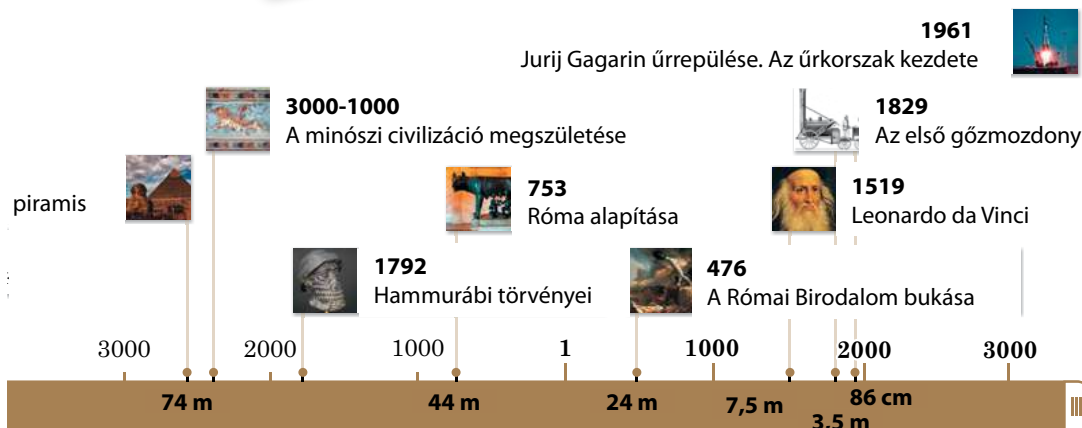 1961
Jurij Gagarin űrrepülése. Az űrkorszak kezdete
3000-1000
A minószi civilizáció megszületése
1829
Az első gőzmozdony
piramis
753
Róma alapítása
1519
Leonardo da Vinci
1792
Hammurábi törvényei
476
A Római Birodalom bukása
3000 2000 1000 1 1000 2000 3000
74 m 44 m 24 m 7,5 m 86 cm
3,5 m